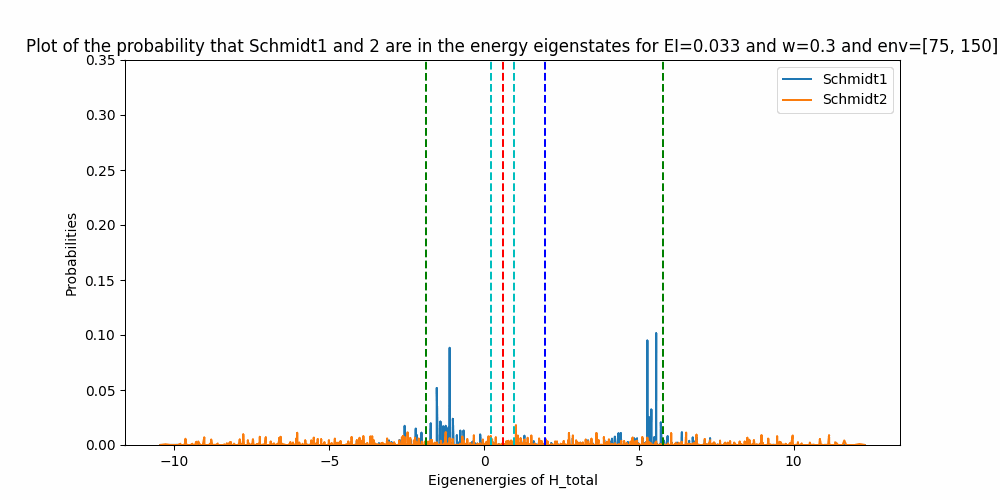 Plot of the probability that Schmidt1 and 2 are in the energy eigenstates for EI=0.033 and w=0.3 and env=[75, 150]
0.35
Schmidt1
Schmidt2
0.30
0.25
0.20
Probabilities
0.15
0.10
0.05
0.00
−10 −5 0 5 10
Eigenenergies of H_total